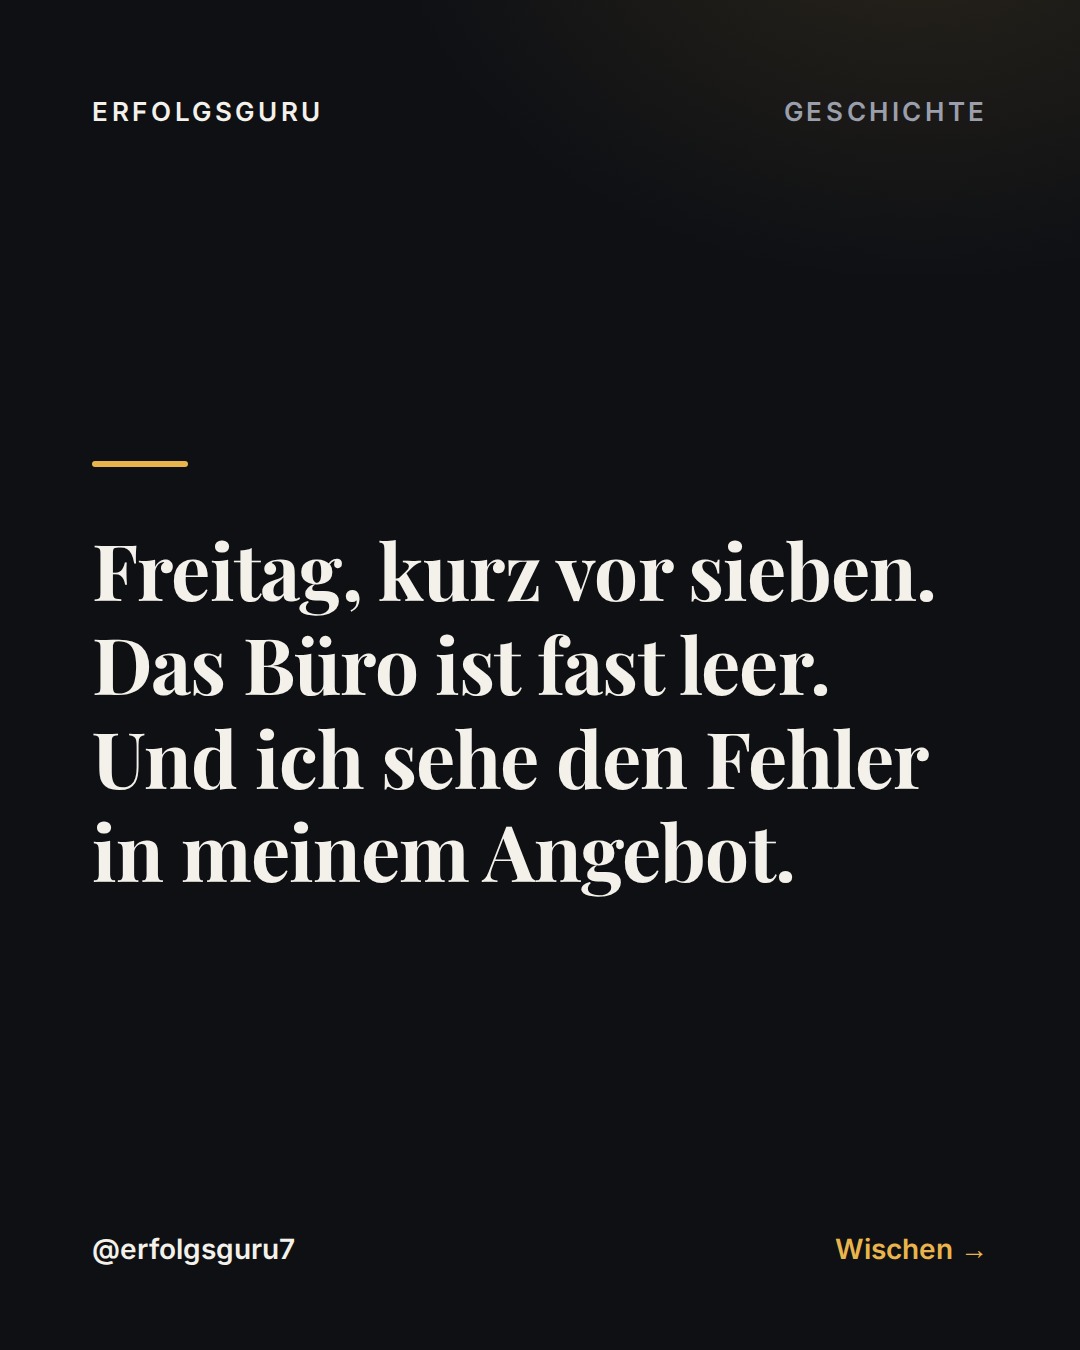 ERFOLGSGURU
GESCHICHTE
Freitag, kurz vor sieben.
Das Büro ist fast leer.
Und ich sehe den Fehler
in meinem Angebot.
@erfolgsguru7
Wischen →